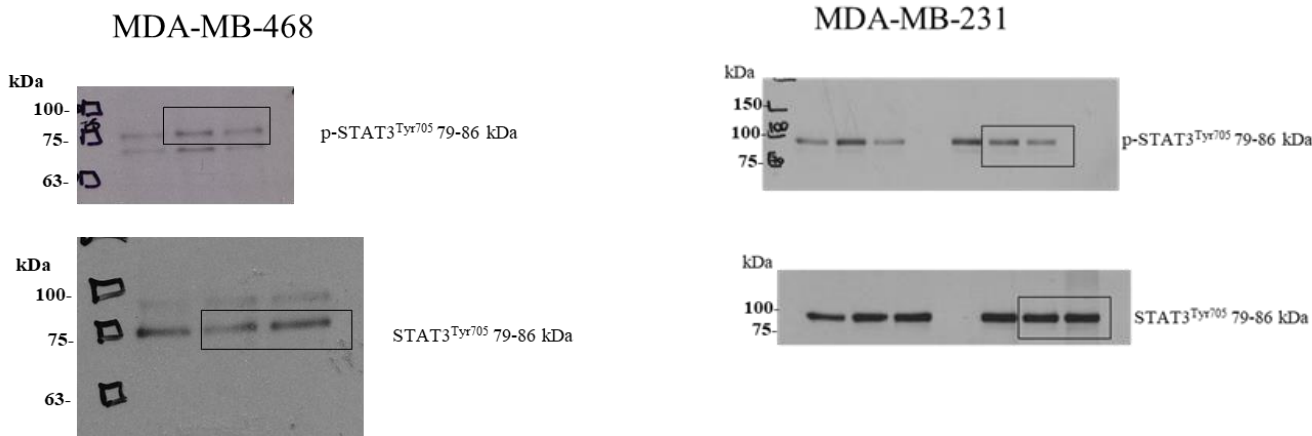 MDA-MB-468
kDa
100-
75-
63-
p-STAT3Tyr705 79-86 kDa
kDa
100-
75-
63-
STAT3Tyr705 79-86 kDa
MDA-MB-231
kDa
150-
100-
75-
100
p-STAT3Tyr705 79-86 kDa
kDa
100-
75-
STAT3Tyr705 79-86 kDa